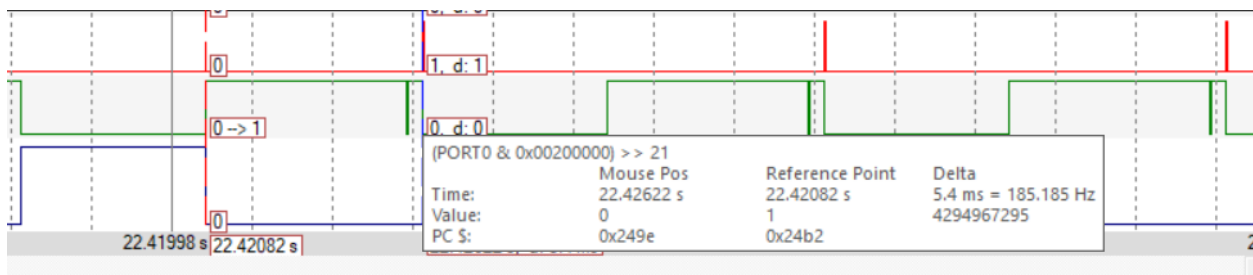 0
1, d: 1
0 --> 1
0, d: 0
(PORT0 & 0x00200000) >> 21
Mouse Pos Reference Point Delta
Time: 22.42622 s 22.42082 s 5.4 ms = 185.185 Hz
Value: 0 1 4294967295
PC $: 0x249e 0x24b2
0
22.41998 s 22.42082 s
2